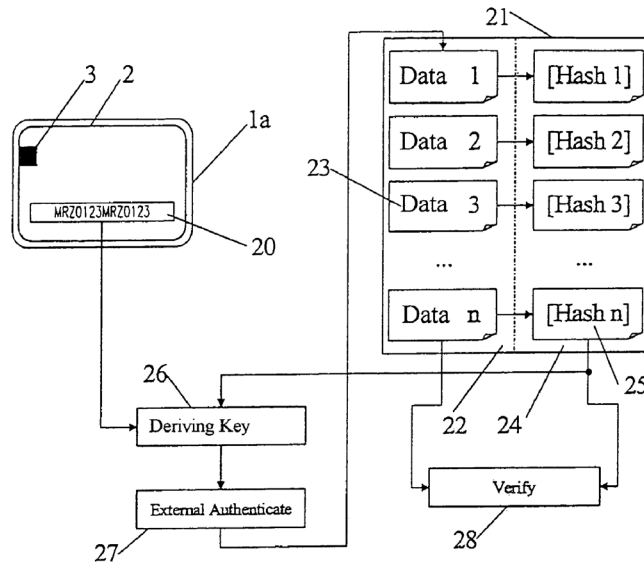 21
3
2
1a
Data 1
[Hash 1]
Data 2
[Hash 2]
23
Data 3
[Hash 3]
MRZ0123MRZ0123
20
...
...
Data n
[Hash n]
26
22
24
25
Deriving Key
External Authenticate
Verify
27
28